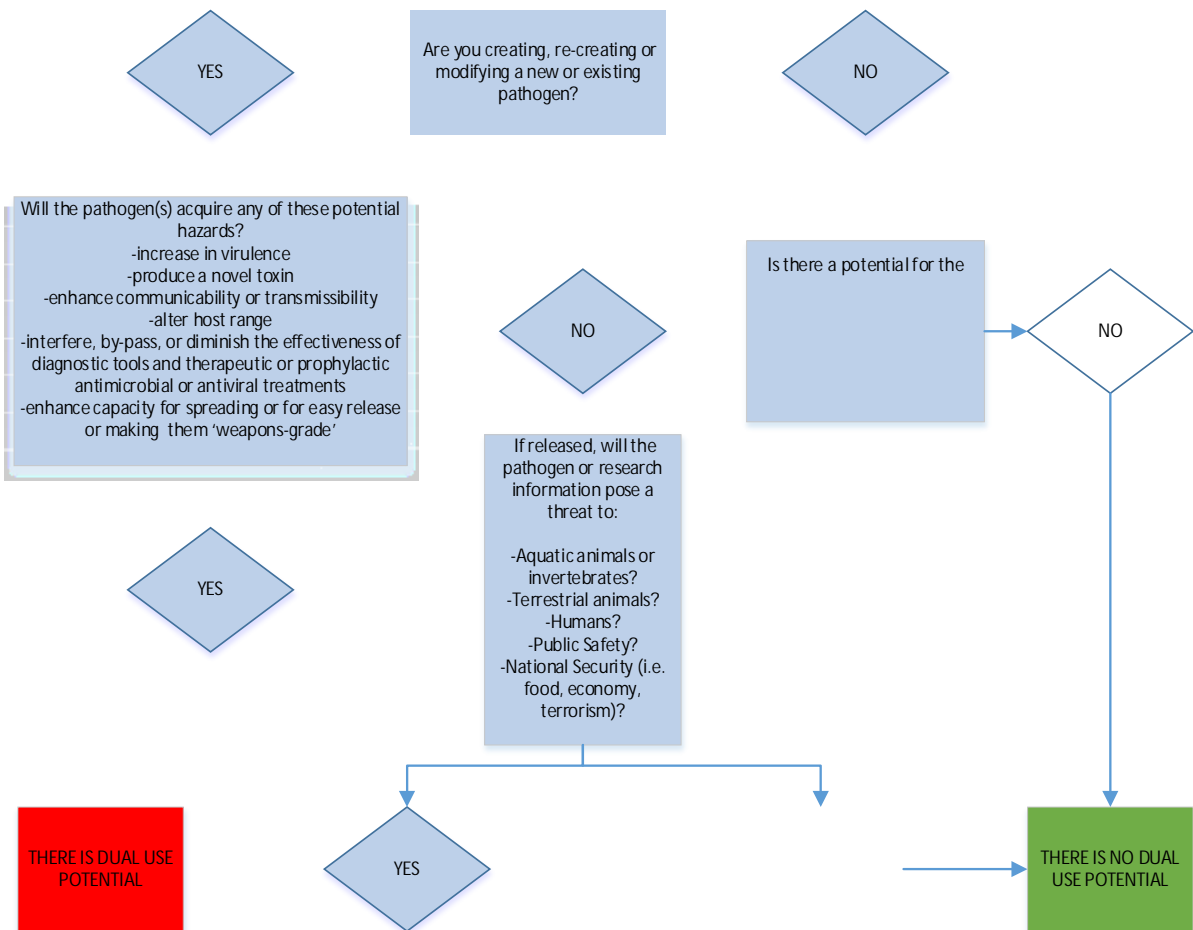 YES
Are you creating, re-creating or
modifying a new or existing
pathogen?
NO
Will the pathogen(s) acquire any of these potential
hazards?
-increase in virulence
-produce a novel toxin
-enhance communicability or transmissibility
-alter host range
-interfere, by-pass, or diminish the effectiveness of
diagnostic tools and therapeutic or prophylactic
antimicrobial or antiviral treatments
-enhance capacity for spreading or for easy release
or making them ‘weapons-grade’
NO
Is there a potential for the
NO
If released, will the
pathogen or research
information pose a
threat to:
-Aquatic animals or
invertebrates?
-Terrestrial animals?
-Humans?
-Public Safety?
-National Security (i.e.
food, economy,
terrorism)?
YES
THERE IS DUAL USE
POTENTIAL
YES
THERE IS NO DUAL
USE POTENTIAL